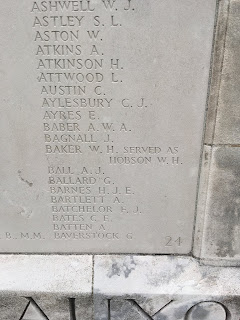 ASHWELL W. J.
ASTLEY S. L.
ASTON W.
ATKINS A.
ATKINSON H.
ATTWOOD L.
AUSTIN C.
AYLESBURY C. J.
AYRES E.
BABER A. W. A.
BAGNALL J.
BAKER W. H. SERVED AS
HOBSON W. H.
BALL A. J.
BALLARD G.
BARNES H. J. E.
BARTLETT A.
BATCHELOR E. J.
BATES C. F.
BATTEN A.
B., M.M., BAVERSTOCK G.
21
AUXO